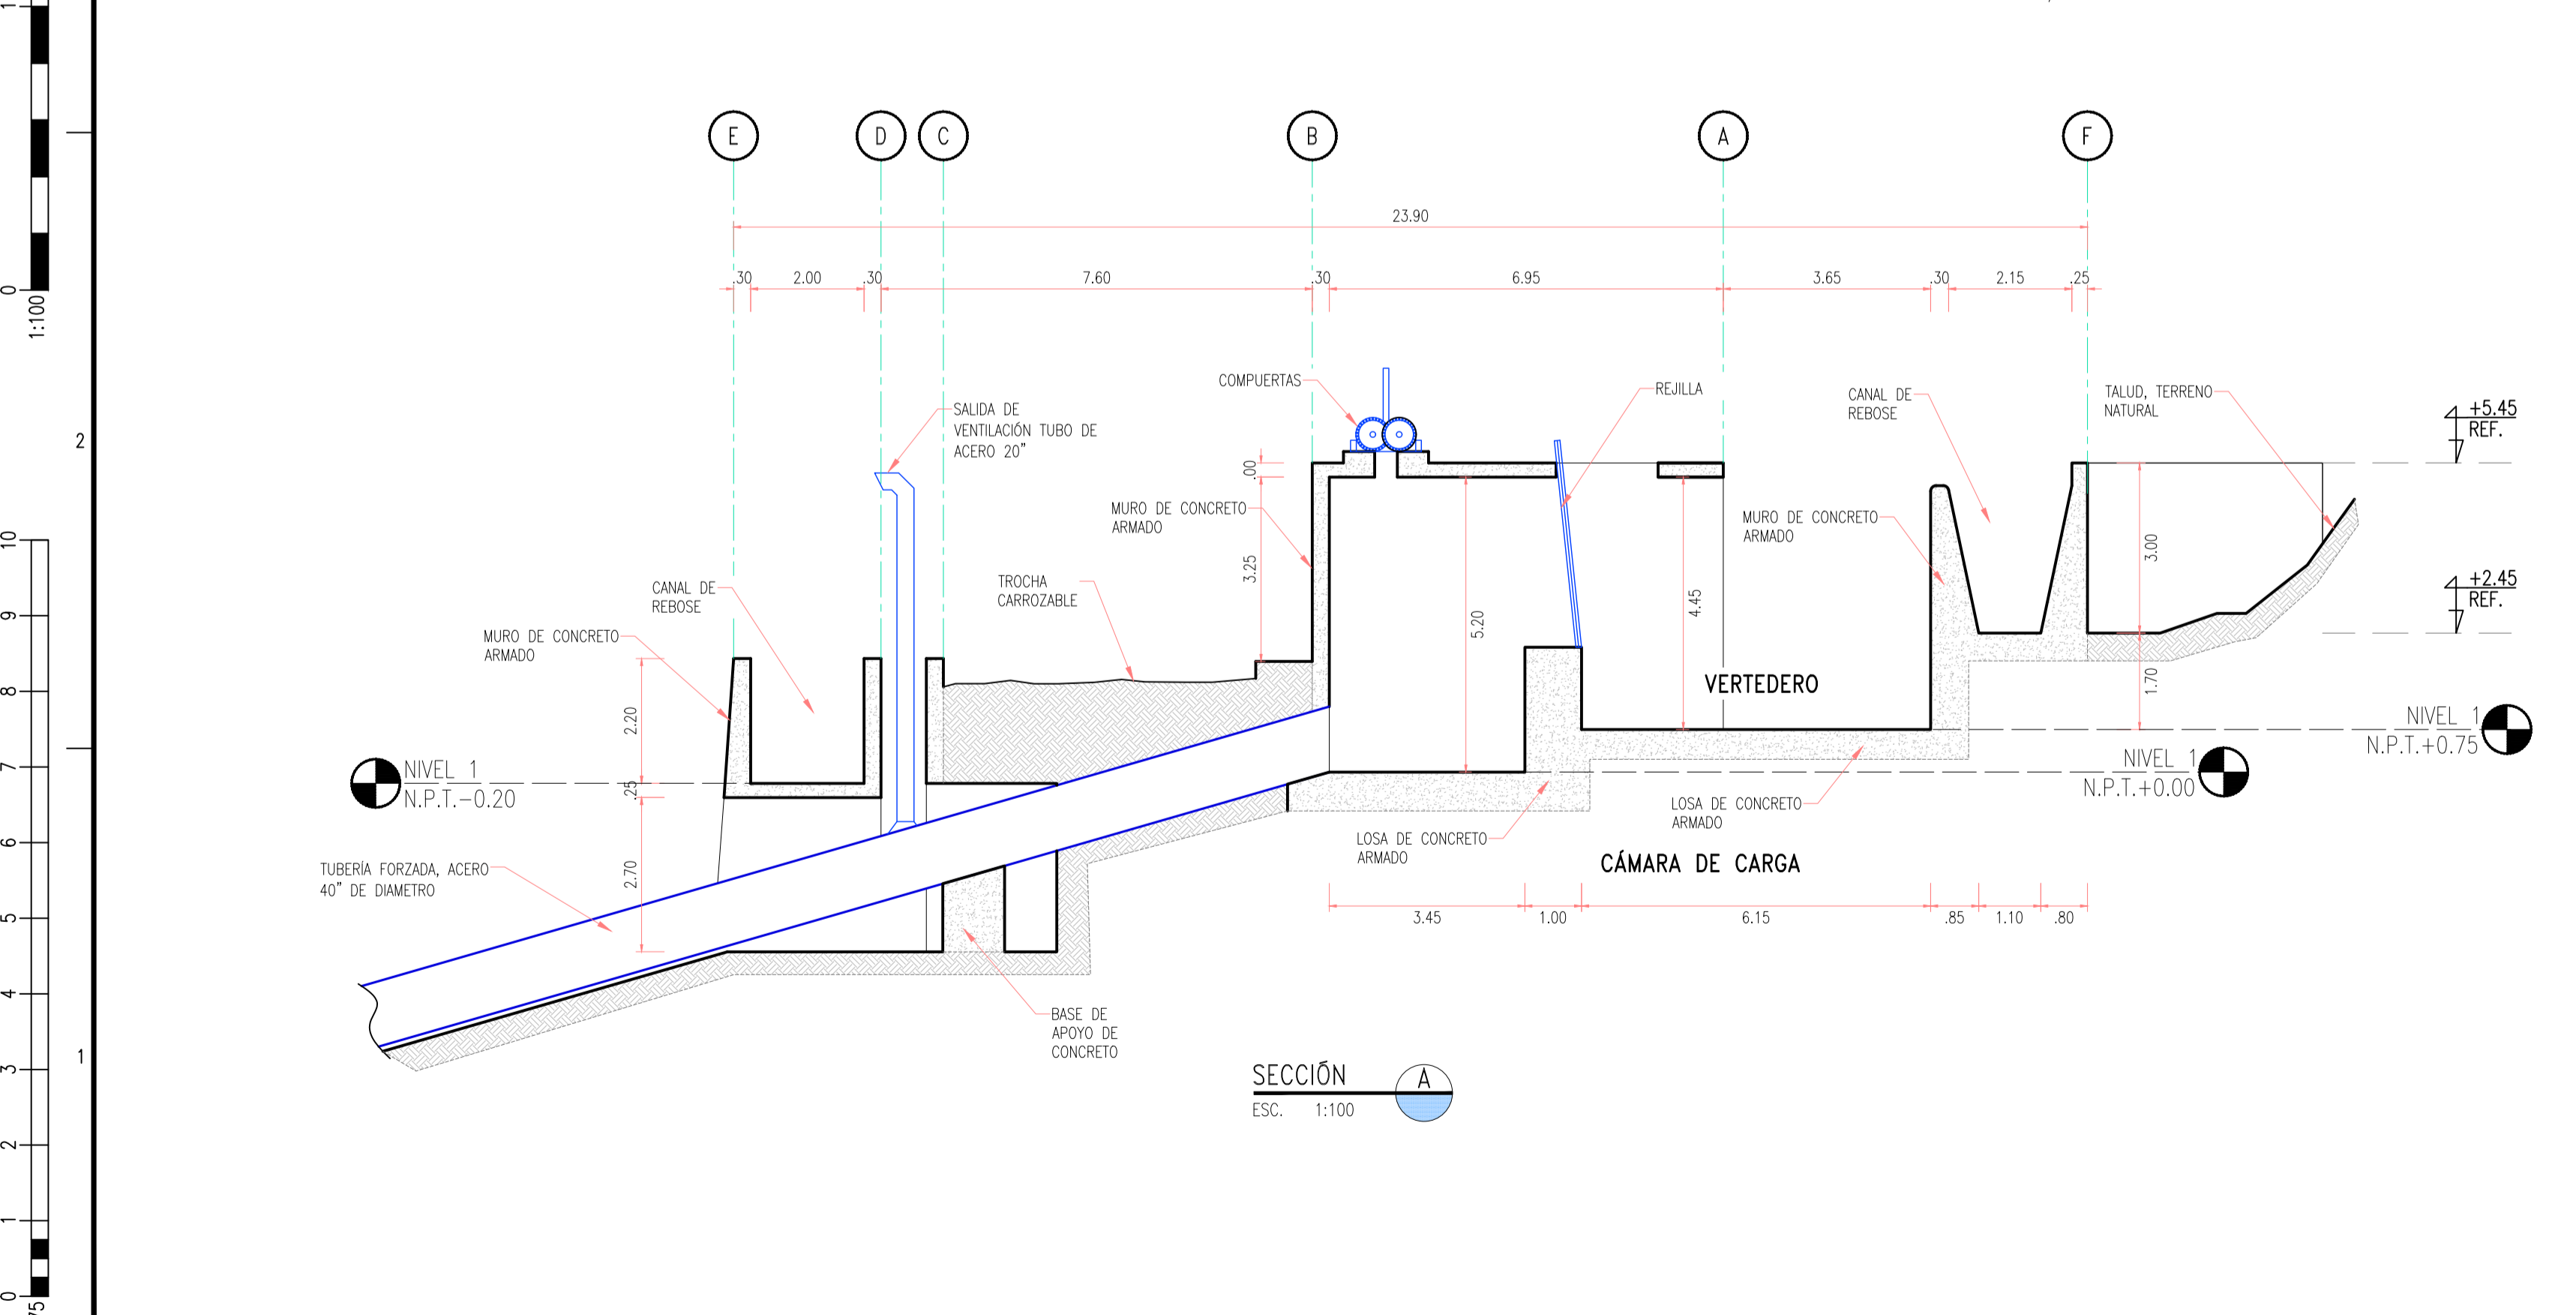 E D C B A F
23.90
.30 2.00 .30 7.60 .30 6.95 3.65 .30 2.15 .25
COMPUERTAS
REJILLA
CANAL DE
REBOSE
TALUD, TERRENO
NATURAL
+5.45
REF.
SALIDA DE
VENTILACIÓN TUBO DE
ACERO 20"
.00
MURO DE CONCRETO
ARMADO
MURO DE CONCRETO
ARMADO
3.25
3.00
TROCHA
CARROZABLE
CANAL DE
REBOSE
+2.45
REF.
5.20
4.45
MURO DE CONCRETO
ARMADO
VERTEDERO
1.70
2.20
NIVEL 1
N.P.T.+0.75
NIVEL 1
N.P.T.-0.20
NIVEL 1
N.P.T.+0.00
.25
LOSA DE CONCRETO
ARMADO
LOSA DE CONCRETO
ARMADO
CÁMARA DE CARGA
TUBERÍA FORZADA, ACERO
40" DE DIAMETRO
2.70
3.45 1.00 6.15 .85 1.10 .80
BASE DE
APOYO DE
CONCRETO
SECCIÓN A
ESC. 1:100
1
0
1:100
2
10
9
8
7
6
5
4
3
2
1
0
75
1